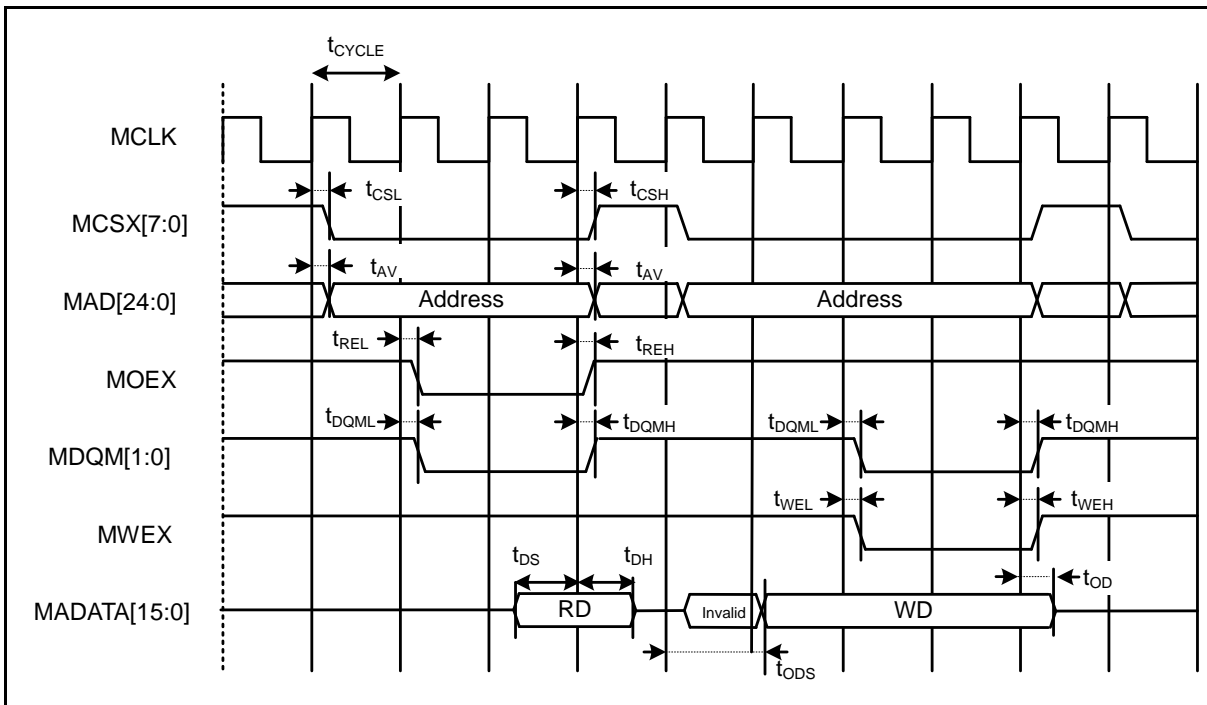 tCYCLE
MCLK
tCSL tCSH
MCSX[7:0]
tAV tAV
MAD[24:0] Address Address
tREL tREH
MOEX
tDQML tDQMH tDQML tDQMH
MDQM[1:0]
tWEL tWEH
MWEX
tDS tDH tOD
MADATA[15:0] RD Invalid WD
tODS